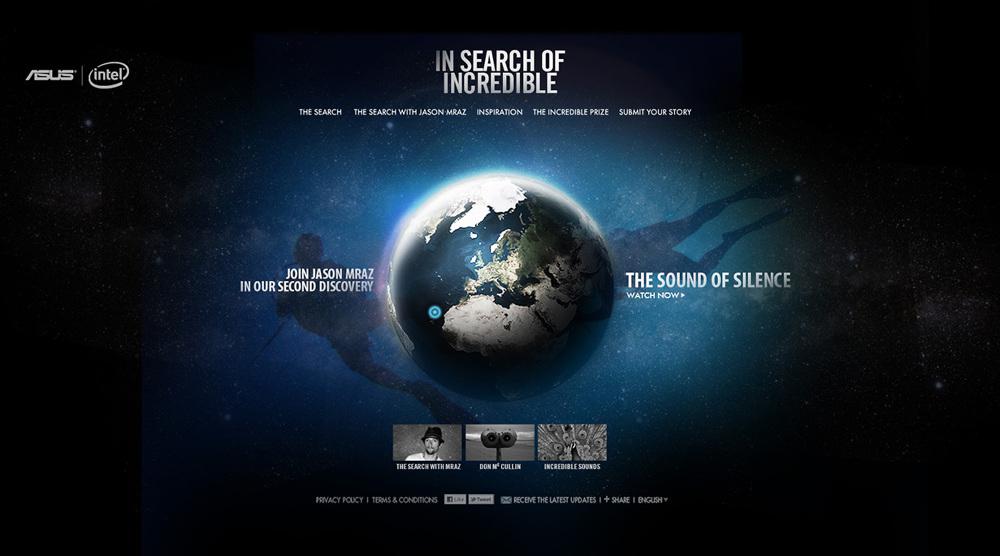 ASUS
intel
IN SEARCH OF
INCREDIBLE
THE SEARCH THE SEARCH WITH JASON MRAZ INSPIRATION THE INCREDIBLE PRIZE SUBMIT YOUR STORY
JOIN JASON MRAZ
IN OUR SECOND DISCOVERY
THE SOUND OF SILENCE
WATCH NOW
THE SEARCH WITH MRAZ
DON Mc CULLIN
INCREDIBLE SOUNDS
PRIVACY POLICY | TERMS & CONDITIONS Like Tweet RECEIVE THE LATEST UPDATES | + SHARE | ENGLISH